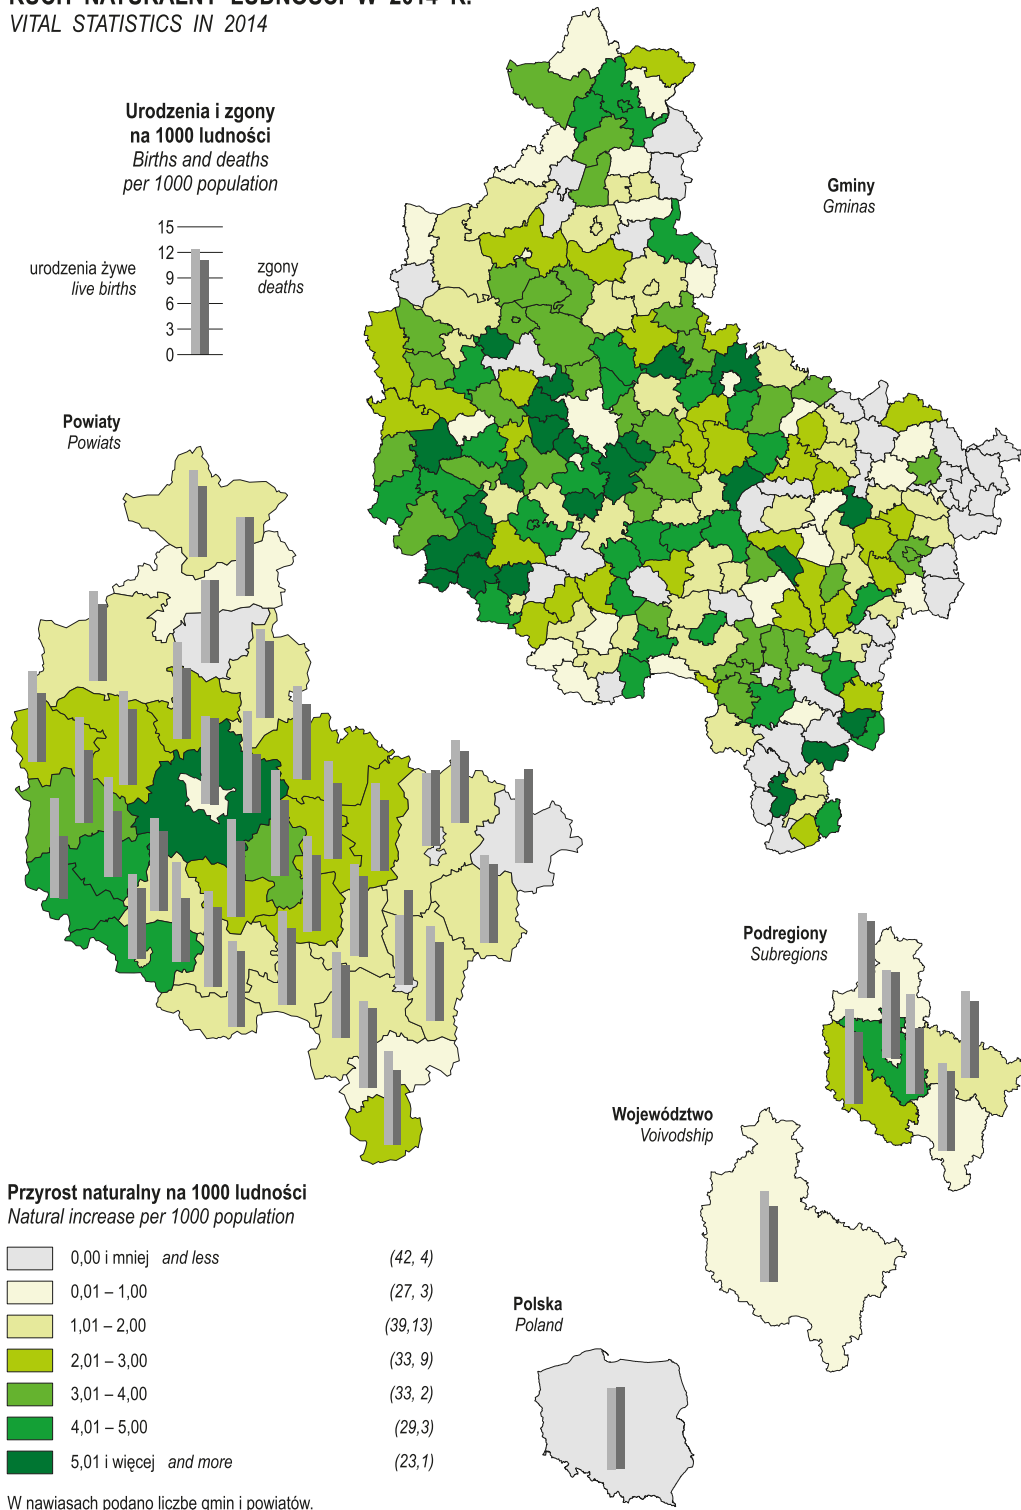 RUCH NATURALNY LUDNOŚCI W 2014 R.
VITAL STATISTICS IN 2014
Urodzenia i zgony
na 1000 ludności
Births and deaths
per 1000 population
15
12
9
6
3
0
urodzenia żywe
live births
zgony
deaths
Gminy
Gminas
Powiaty
Powiats
Podregiony
Subregions
Województwo
Voivodship
Polska
Poland
Przyrost naturalny na 1000 ludności
Natural increase per 1000 population
0,00 i mniej and less (42, 4)
0,01 – 1,00 (27, 3)
1,01 – 2,00 (39,13)
2,01 – 3,00 (33, 9)
3,01 – 4,00 (33, 2)
4,01 – 5,00 (29,3)
5,01 i więcej and more (23,1)
W nawiasach podano liczbę gmin i powiatów.